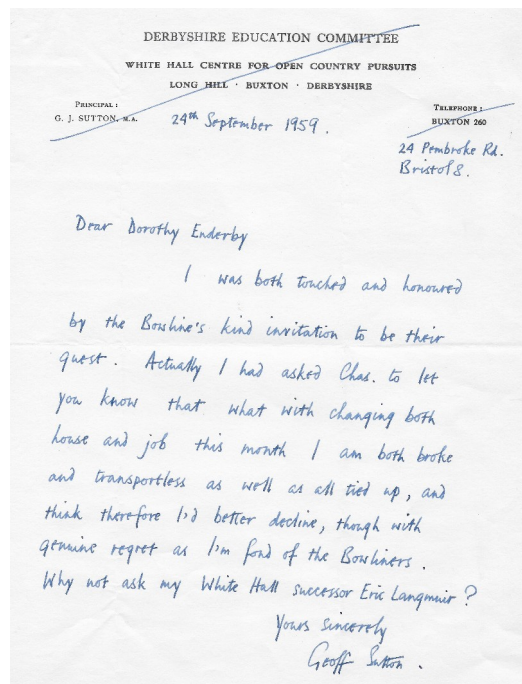 DERBYSHIRE EDUCATION COMMITTEE
WHITE HALL CENTRE FOR OPEN COUNTRY PURSUITS
LONG HILL · BUXTON · DERBYSHIRE
PRINCIPAL :
G. J. SUTTON, M.A.
TELEPHONE :
BUXTON 260
24th September 1959.
24 Pembroke Rd.
Bristol 8.
Dear Dorothy Enderby
I was both touched and honoured
by the Bowline's kind invitation to be their
guest. Actually I had asked Chas. to let
you know that what with changing both
house and job this month I am both broke
and transportless as well as all tied up, and
think therefore I'd better decline, though with
genuine regret as I'm fond of the Bowliners.
Why not ask my White Hall successor Eric Langmuir?
Yours sincerely
Geoff Sutton.